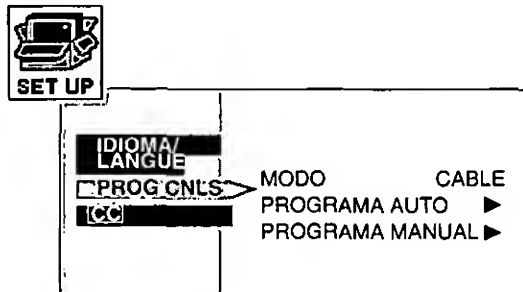 SET UP
IDIOMA/
LANGUE
PROG CNLS
CC
MODO CABLE
PROGRAMA AUTO ▶
PROGRAMA MANUAL ▶